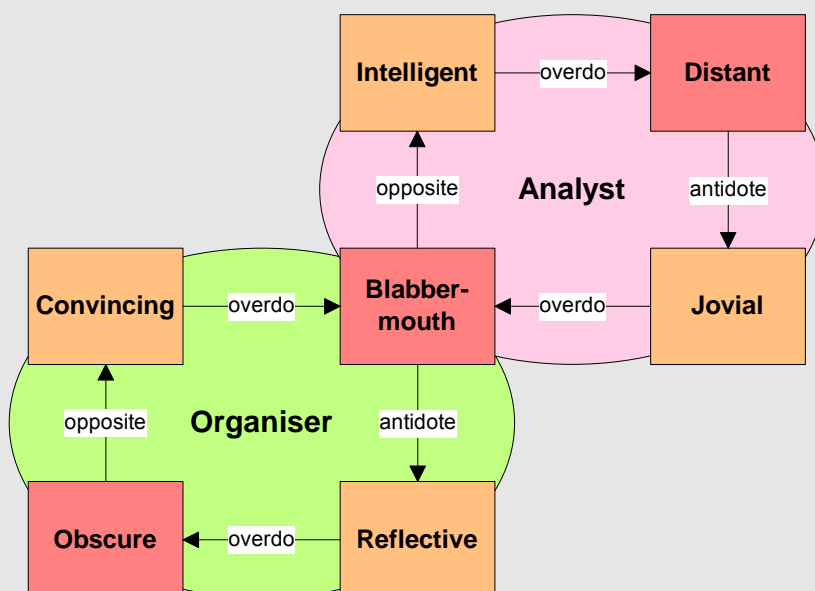 Intelligent
overdo
Distant
opposite
Analyst
antidote
Convincing
overdo
Blabber-
mouth
overdo
Jovial
opposite
Organiser
antidote
Obscure
overdo
Reflective